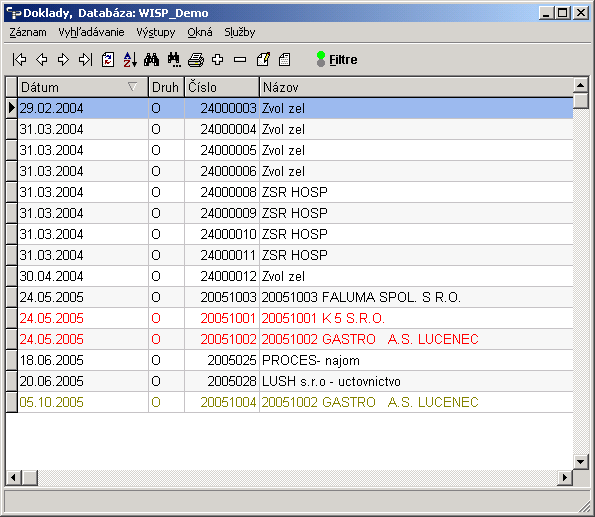 Doklady, Databáza: WISP_Demo
Záznam Vyhľadávanie Výstupy Okná Služby
Filtre
Dátum Druh Číslo Názov
29.02.2004 O 24000003 Zvol zel
31.03.2004 O 24000004 Zvol zel
31.03.2004 O 24000005 Zvol zel
31.03.2004 O 24000006 Zvol zel
31.03.2004 O 24000008 ZSR HOSP
31.03.2004 O 24000009 ZSR HOSP
31.03.2004 O 24000010 ZSR HOSP
31.03.2004 O 24000011 ZSR HOSP
30.04.2004 O 24000012 Zvol zel
24.05.2005 O 20051003 20051003 FALUMA SPOL. S R.O.
24.05.2005 O 20051001 20051001 K 5 S.R.O.
24.05.2005 O 20051002 20051002 GASTRO A.S. LUCENEC
18.06.2005 O 2005025 PROCES- najom
20.06.2005 O 2005028 LUSH s.r.o - uctovnictvo
05.10.2005 O 20051004 20051002 GASTRO A.S. LUCENEC